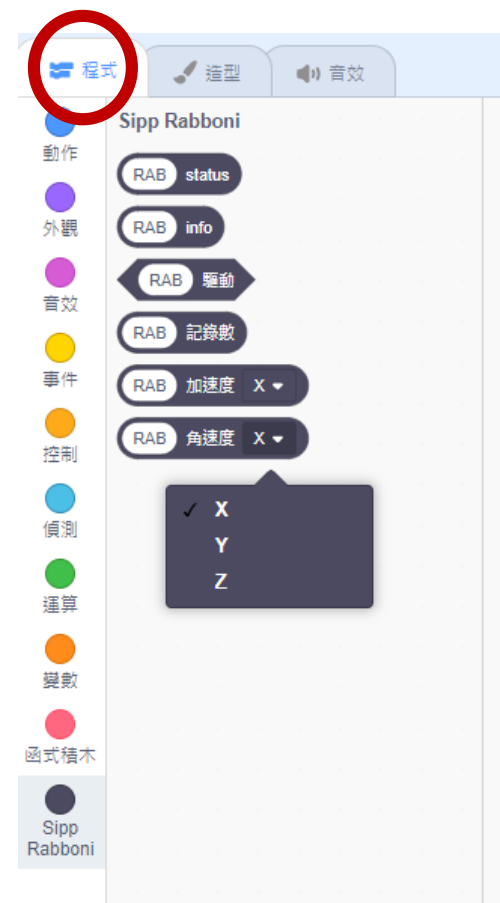 程式
造型
音效
動作
外觀
音效
事件
控制
偵測
運算
變數
函式積木
Sipp
Rabboni
Sipp Rabboni
RAB status
RAB info
RAB 驅動
RAB 記錄數
RAB 加速度 X
RAB 角速度 X
✓ X
Y
Z